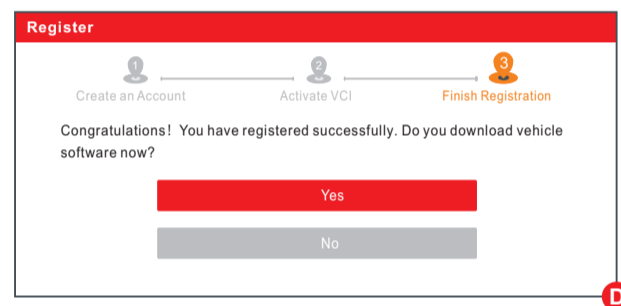 Register
1
2
3
Create an Account
Activate VCI
Finish Registration
Congratulations! You have registered successfully. Do you download vehicle
software now?
Yes
No
D